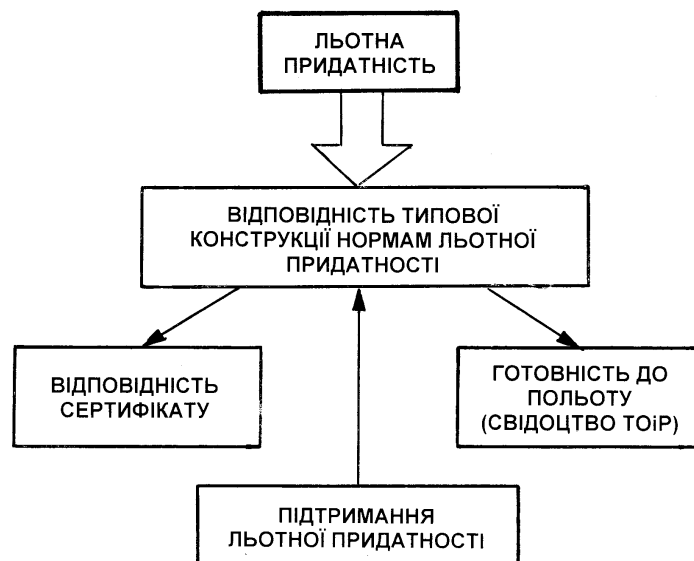 ЛЬОТНА
ПРИДАТНІСТЬ
ВІДПОВІДНІСТЬ ТИПОВОЇ
КОНСТРУКЦІЇ НОРМАМ ЛЬОТНОЇ
ПРИДАТНОСТІ
ВІДПОВІДНІСТЬ
СЕРТИФІКАТУ
ГОТОВНІСТЬ ДО
ПОЛЬОТУ
(СВІДОЦТВО ТОіР)
ПІДТРИМАННЯ
ЛЬОТНОЇ ПРИДАТНОСТІ